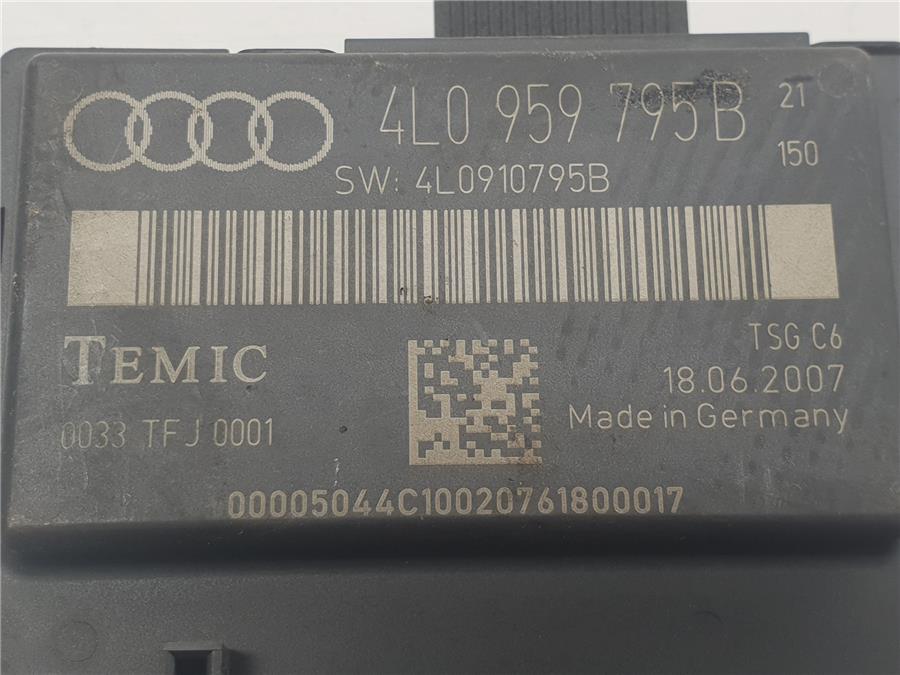 4L0 959 795B 21
150
SW: 4L0910795B
TEMIC
TSG C6
18.06.2007
0033 TFJ 0001
Made in Germany
00005044C10020761800017